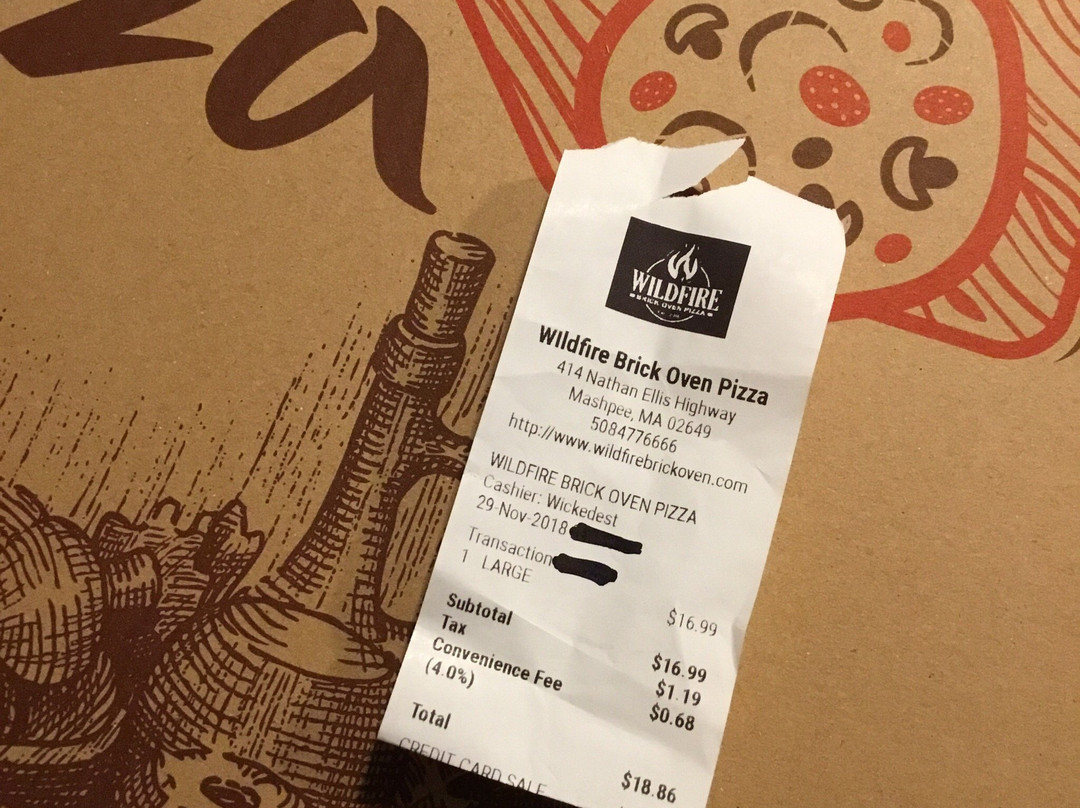 za
WILDFIRE
BRICK OVEN PIZZA
WIldfire Brick Oven Pizza
414 Nathan Ellis Highway
Mashpee, MA 02649
5084776666
http://www.wildfirebrickoven.com
WILDFIRE BRICK OVEN PIZZA
Cashier: Wickedest
29-Nov-2018
Transaction
1 LARGE $16.99
Subtotal $16.99
Tax $1.19
Convenience Fee $0.68
(4.0%)
Total $18.86
CREDIT CARD SALE